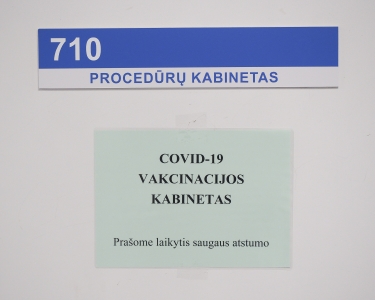 710
PROCEDŪRŲ KABINETAS
COVID-19
VAKCINACIJOS
KABINETAS
Prašome laikytis saugaus atstumo